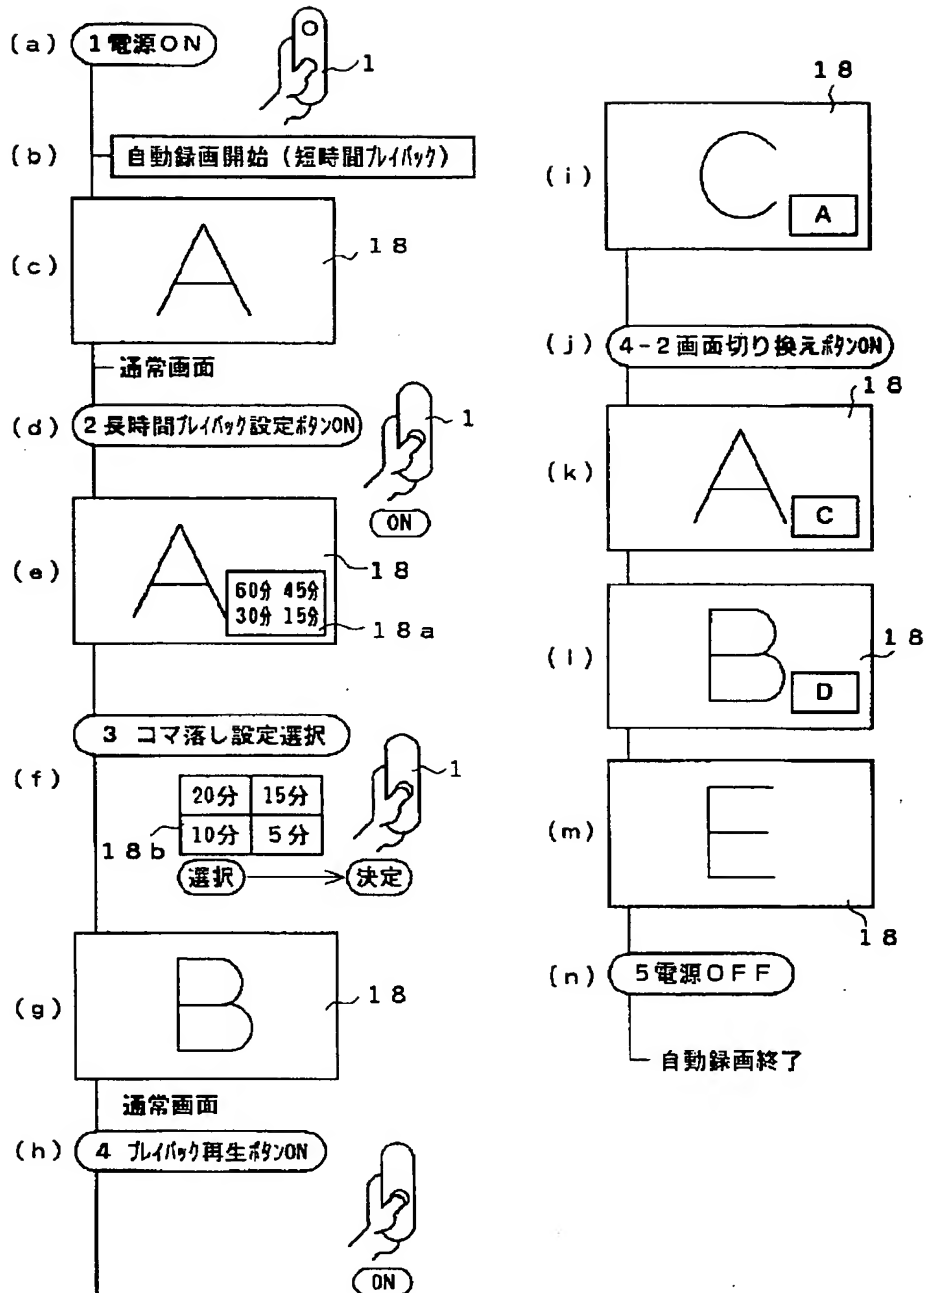 (a) 1電源ON
1
(b) 自動録画開始(短時間プレイバック)
(c) A 18
通常画面
(d) 2長時間プレイバック設定ボタンON
1
ON
(e) A 18
60分 45分
30分 15分
18a
3 コマ落し設定選択
(f)
1
20分 15分
10分 5分
18b
選択 決定
(g) B 18
通常画面
(h) 4 プレイバック再生ボタンON
ON
18
(i) C A
(j) 4-2画面切り換えボタンON
18
(k) A C
(l) B D 18
(m) E
18
(n) 5電源OFF
自動録画終了